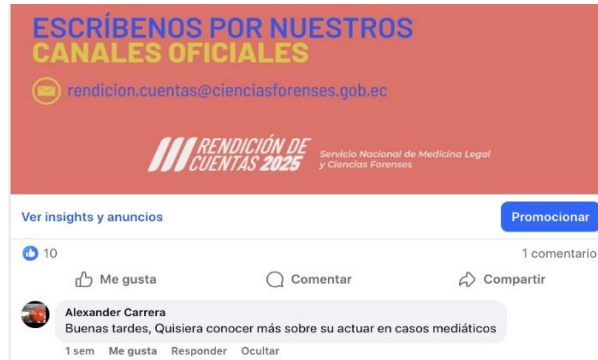 ESCRÍBENOS POR NUESTROS
CANALES OFICIALES
rendicion.cuentas@cienciasforenses.gob.ec
RENDICIÓN DE
CUENTAS 2025
Servicio Nacional de Medicina Legal
y Ciencias Forenses
Ver insights y anuncios
Promocionar
10
1 comentario
Me gusta
Comentar
Compartir
Alexander Carrera
Buenas tardes, Quisiera conocer más sobre su actuar en casos mediáticos
1 sem Me gusta Responder Ocultar